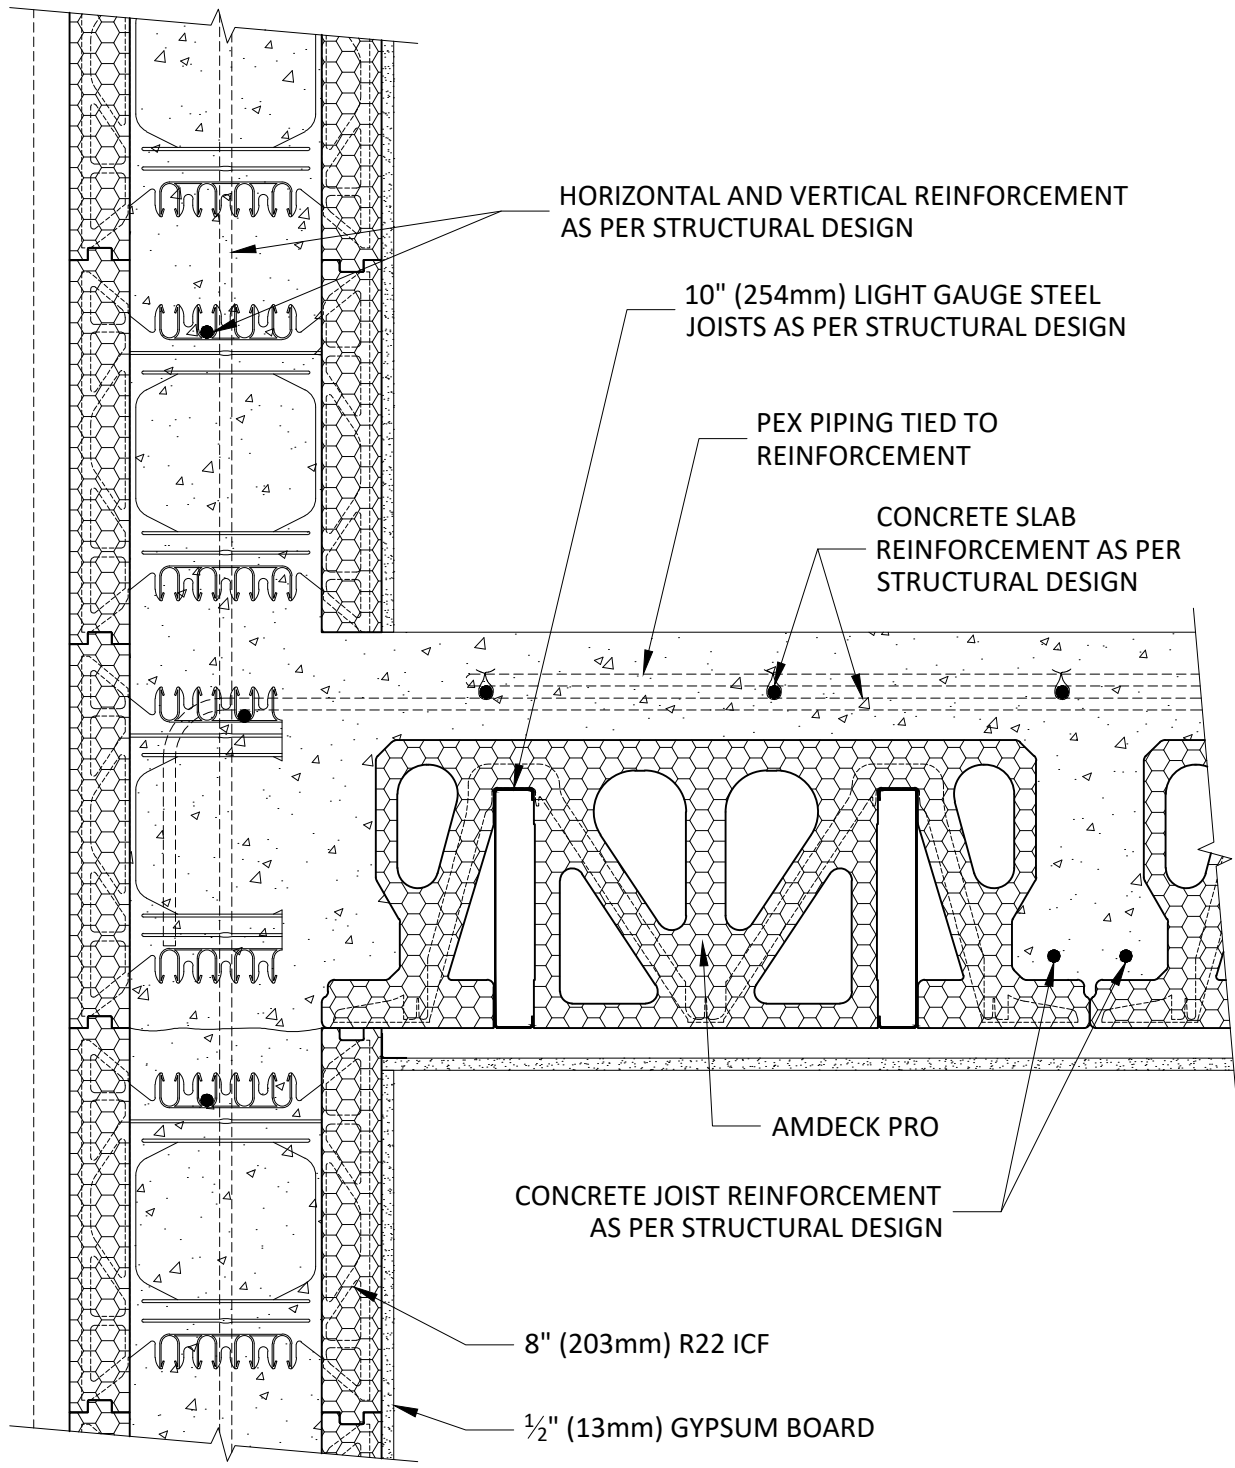 HORIZONTAL AND VERTICAL REINFORCEMENT
AS PER STRUCTURAL DESIGN
10" (254mm) LIGHT GAUGE STEEL
JOISTS AS PER STRUCTURAL DESIGN
PEX PIPING TIED TO
REINFORCEMENT
CONCRETE SLAB
REINFORCEMENT AS PER
STRUCTURAL DESIGN
AMDECK PRO
CONCRETE JOIST REINFORCEMENT
AS PER STRUCTURAL DESIGN
8" (203mm) R22 ICF
½" (13mm) GYPSUM BOARD